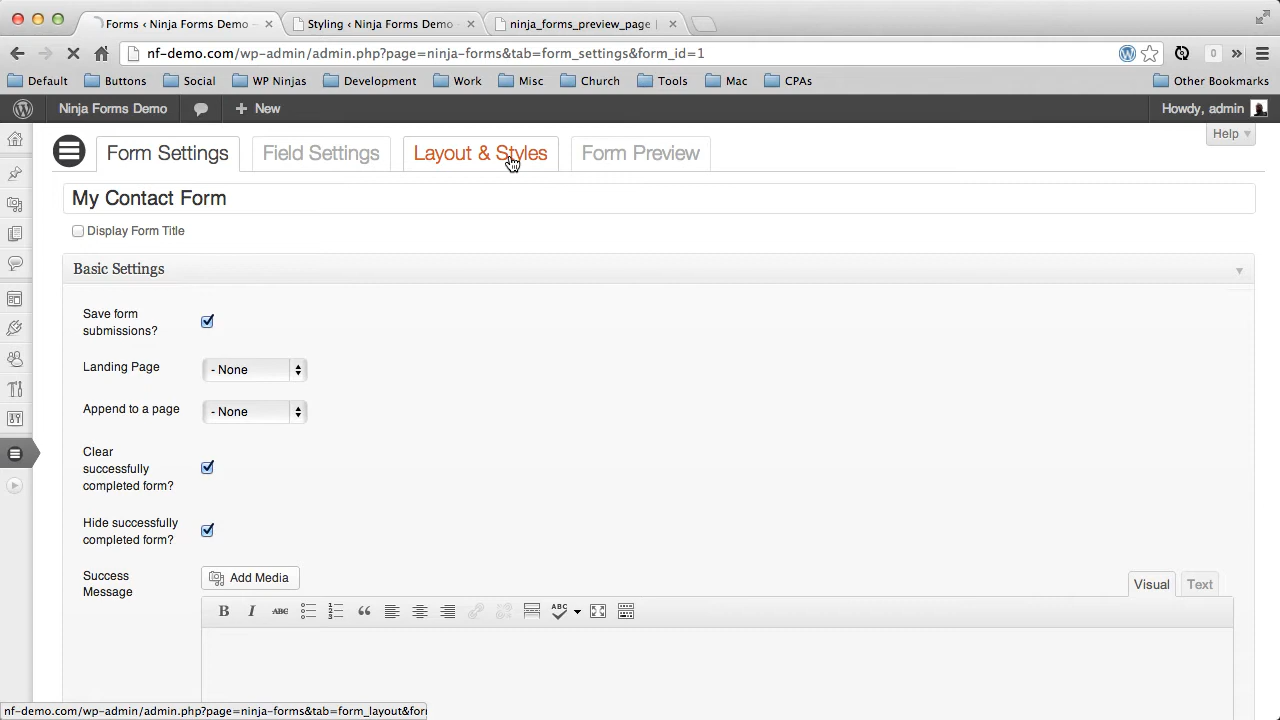 Forms ‹ Ninja Forms Demo
Styling ‹ Ninja Forms Demo
ninja_forms_preview_page |
nf-demo.com/wp-admin/admin.php?page=ninja-forms&tab=form_settings&form_id=1
0
Default
Buttons
Social
WP Ninjas
Development
Work
Misc
Church
Tools
Mac
CPAs
Other Bookmarks
Ninja Forms Demo
New
Howdy, admin
Help
Form Settings
Field Settings
Layout & Styles
Form Preview
My Contact Form
Display Form Title
Basic Settings
Save form
submissions?
Landing Page
- None
Append to a page
- None
Clear
successfully
completed form?
Hide successfully
completed form?
Success
Message
Add Media
Visual
Text
B
I
ABC
ABC
nf-demo.com/wp-admin/admin.php?page=ninja-forms&tab=form_layout&for